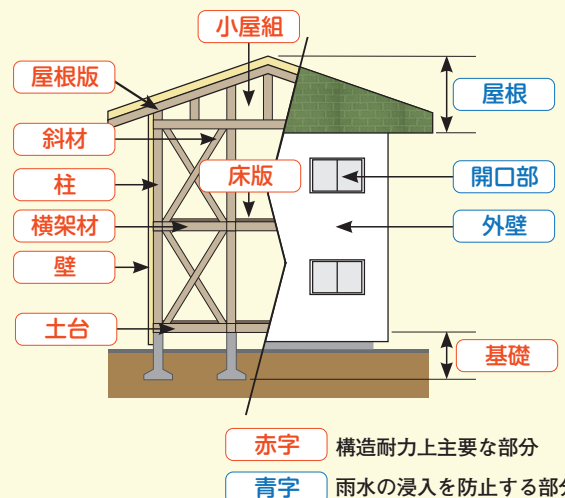 小屋組
屋根版
屋根
斜材
柱
床版
開口部
横架材
外壁
壁
土台
基礎
赤字 構造耐力上主要な部分
青字 雨水の浸入を防止する部分